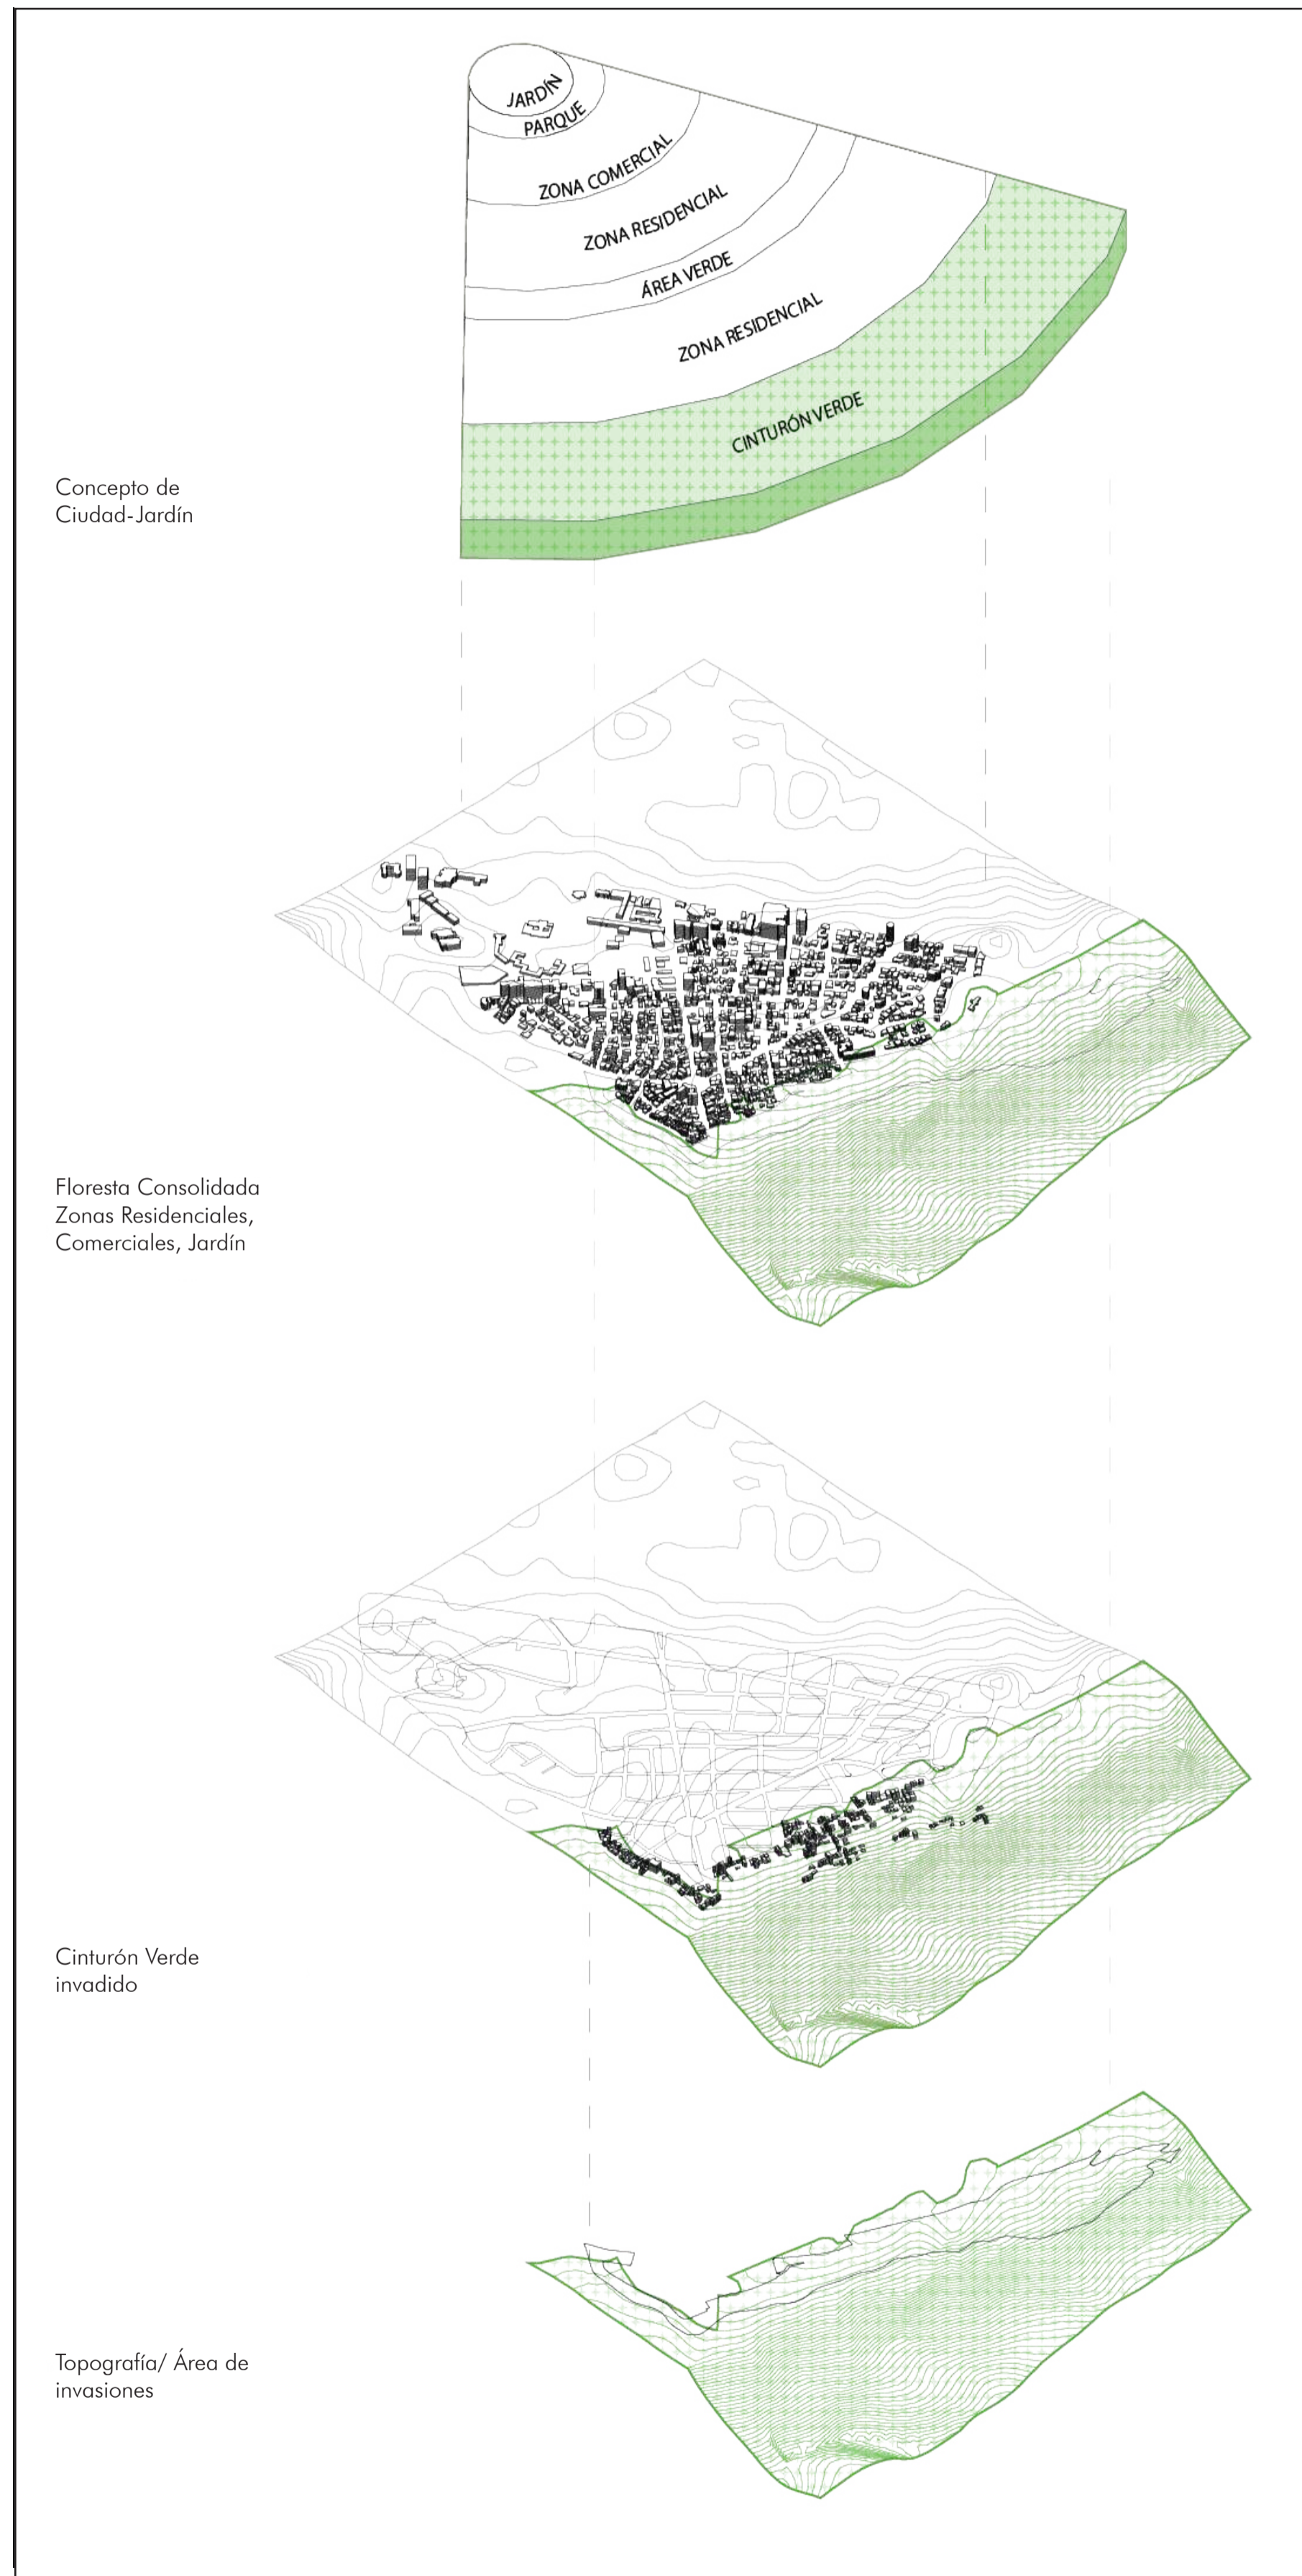 JARDÍN
PARQUE
ZONA COMERCIAL
ZONA RESIDENCIAL
ÁREA VERDE
ZONA RESIDENCIAL
CINTURÓN VERDE
Concepto de
Ciudad-Jardín
Floresta Consolidada
Zonas Residenciales,
Comerciales, Jardín
Cinturón Verde
invadido
Topografía/ Área de
invasiones